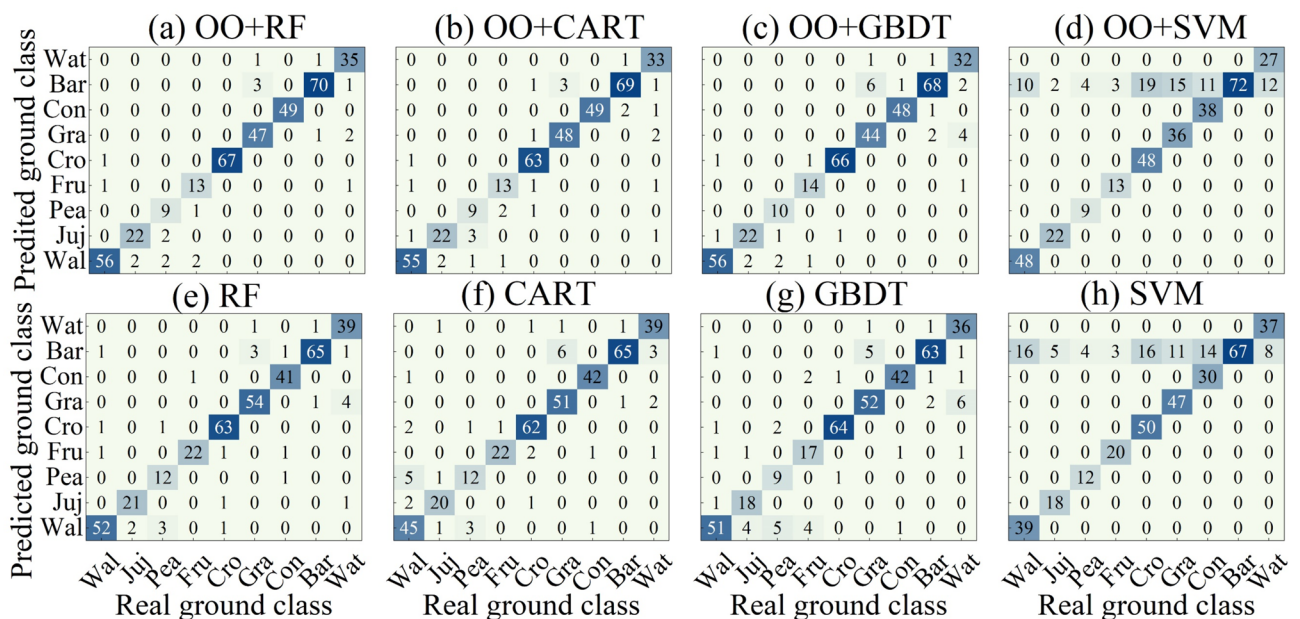 (a) OO+RF (b) OO+CART (c) OO+GBDT (d) OO+SVM
Predited ground class
Wat 0 0 0 0 0 1 0 1 35 0 0 0 0 0 0 0 1 33 0 0 0 0 0 1 0 1 32 0 0 0 0 0 0 0 0 27
Bar 0 0 0 0 0 3 0 70 1 0 0 0 0 1 3 0 69 1 0 0 0 0 0 6 1 68 2 10 2 4 3 19 15 11 72 12
Con 0 0 0 0 0 0 49 0 0 0 0 0 0 0 0 49 2 1 0 0 0 0 0 0 48 1 0 0 0 0 0 0 0 38 0 0
Gra 0 0 0 0 0 47 0 1 2 0 0 0 0 1 48 0 0 2 0 0 0 0 0 44 0 2 4 0 0 0 0 0 36 0 0 0
Cro 1 0 0 0 67 0 0 0 0 1 0 0 0 63 0 0 0 0 1 0 0 1 66 0 0 0 0 0 0 0 0 48 0 0 0 0
Fru 1 0 0 13 0 0 0 0 1 1 0 0 13 1 0 0 0 1 0 0 0 14 0 0 0 0 1 0 0 0 13 0 0 0 0 0
Pea 0 0 9 1 0 0 0 0 0 0 0 9 2 1 0 0 0 0 0 0 10 0 0 0 0 0 0 0 0 9 0 0 0 0 0 0
Juj 0 22 2 0 0 0 0 0 0 1 22 3 0 0 0 0 0 1 1 22 1 0 0 0 0 0 0 0 22 0 0 0 0 0 0 0
Wal 56 2 2 2 0 0 0 0 0 55 2 1 1 0 0 0 0 0 56 2 2 1 0 0 0 0 0 48 0 0 0 0 0 0 0 0
(e) RF (f) CART (g) GBDT (h) SVM
Predicted ground class
Wat 0 0 0 0 0 1 0 1 39 0 1 0 0 1 1 0 1 39 0 0 0 0 0 1 0 1 36 0 0 0 0 0 0 0 0 37
Bar 1 0 0 0 0 3 1 65 1 0 0 0 0 0 6 0 65 3 1 0 0 0 0 5 0 63 1 16 5 4 3 16 11 14 67 8
Con 0 0 0 1 0 0 41 0 0 1 0 0 0 0 0 42 0 0 0 0 0 2 1 0 42 1 1 0 0 0 0 0 0 30 0 0
Gra 0 0 0 0 0 54 0 1 4 0 0 0 0 0 51 0 1 2 0 0 0 0 0 52 0 2 6 0 0 0 0 0 47 0 0 0
Cro 1 0 1 0 63 0 0 0 0 2 0 1 1 62 0 0 0 0 1 0 2 0 64 0 0 0 0 0 0 0 0 50 0 0 0 0
Fru 1 0 0 22 1 0 1 0 0 0 0 0 22 2 0 1 0 1 1 1 0 17 0 0 1 0 1 0 0 0 20 0 0 0 0 0
Pea 0 0 12 0 0 0 1 0 0 5 0 12 0 0 0 1 0 0 0 0 9 0 1 0 0 0 0 0 0 12 0 0 0 0 0 0
Juj 0 21 0 0 1 0 0 0 1 2 20 0 0 1 0 0 0 1 1 18 0 0 0 0 0 0 0 0 18 0 0 0 0 0 0 0
Wal 52 2 3 0 1 0 0 0 0 45 1 3 0 0 0 1 0 0 51 4 5 4 0 0 1 0 0 39 0 0 0 0 0 0 0 0
Wal Juj Pea Fru Cro Gra Con Bar Wat Wal Juj Pea Fru Cro Gra Con Bar Wat Wal Juj Pea Fru Cro Gra Con Bar Wat Wal Juj Pea Fru Cro Gra Con Bar Wat
Real ground class Real ground class Real ground class Real ground class